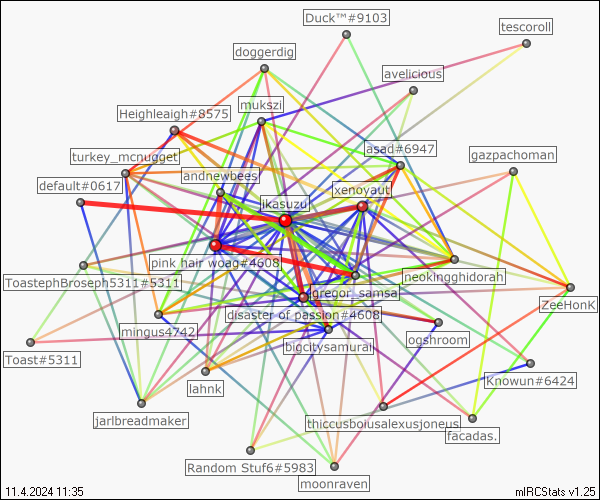 Duck™#9103
tescoroll
doggerdig
avelicious
mukszi
Heighleaigh#8575
asad#6947
turkey_mcnugget
gazpachoman
andnewbees
default#0617
xenoyaut
jkasuzu
pink hair woag#4608
neokingghidorah
ToastephBroseph5311#5311
gregor_samsa
ZeeHonK
disaster of passion#4608
mingus4742
ogshroom
bigcitysamurai
Toast#5311
Knowun#6424
lahnk
jarlbreadmaker
thiccusboiusalexusjoneus
facadas.
Random Stuf6#5983
moonraven
11.4.2024 11:35
mIRCStats v1.25